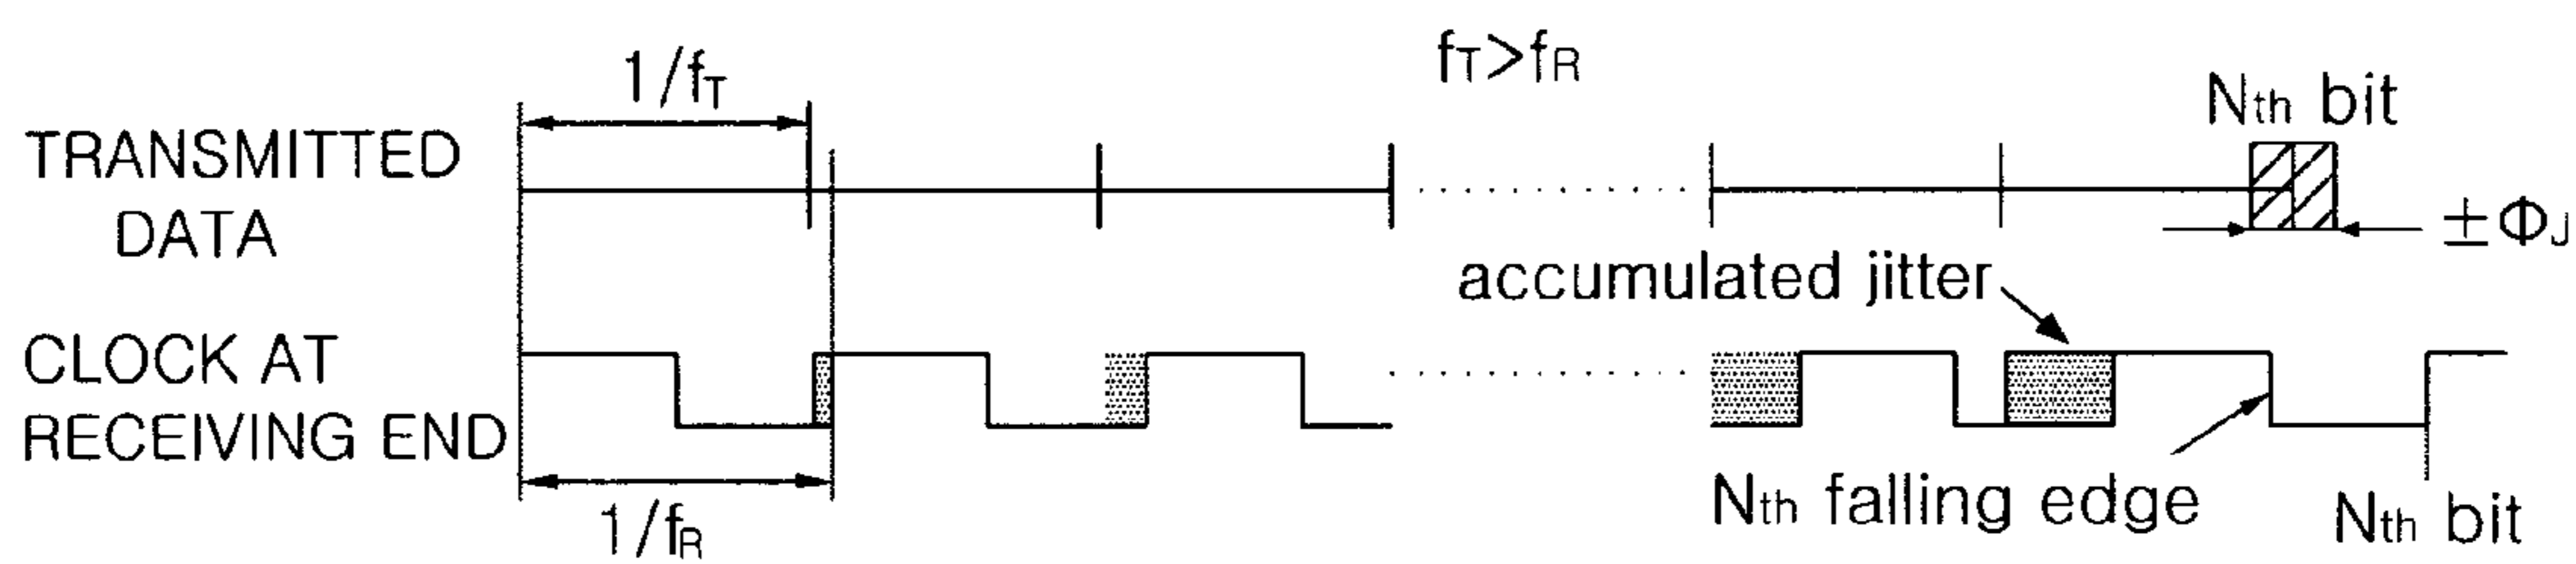 fT>fR
1/fT
Nth bit
TRANSMITTED
DATA
±ΦJ
accumulated jitter
CLOCK AT
RECEIVING END
Nth falling edge
Nth bit
1/fR